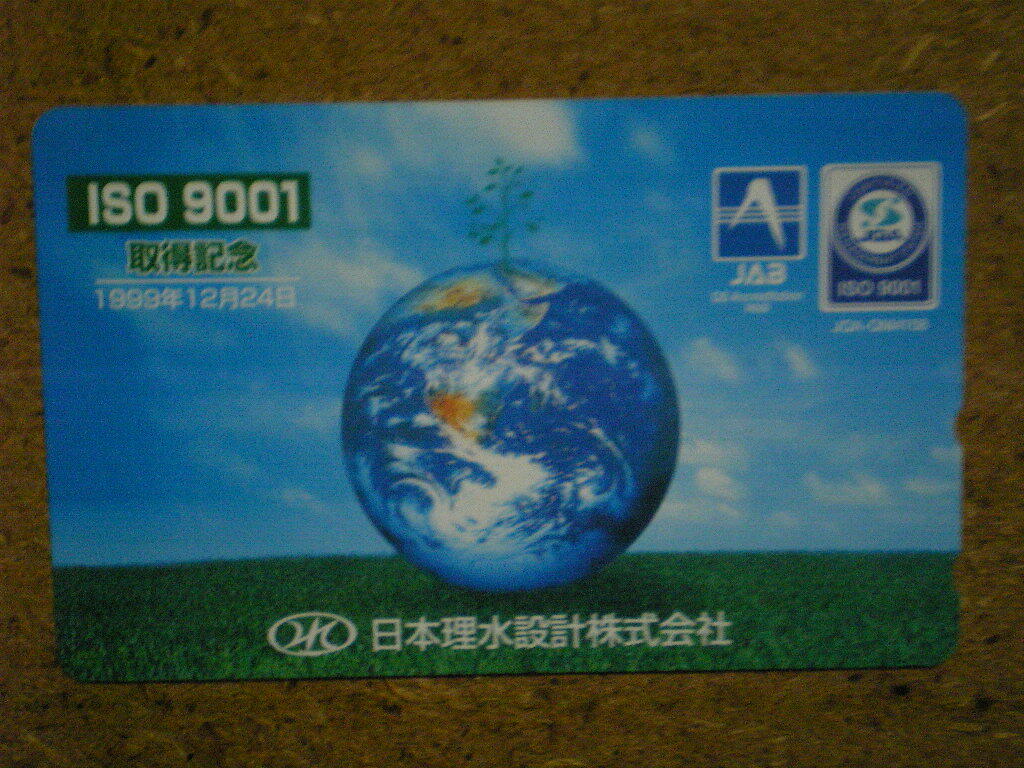 ISO 9001
取得記念
1999年12月24日
JAB
JQA
ISO 9001
日本理水設計株式会社